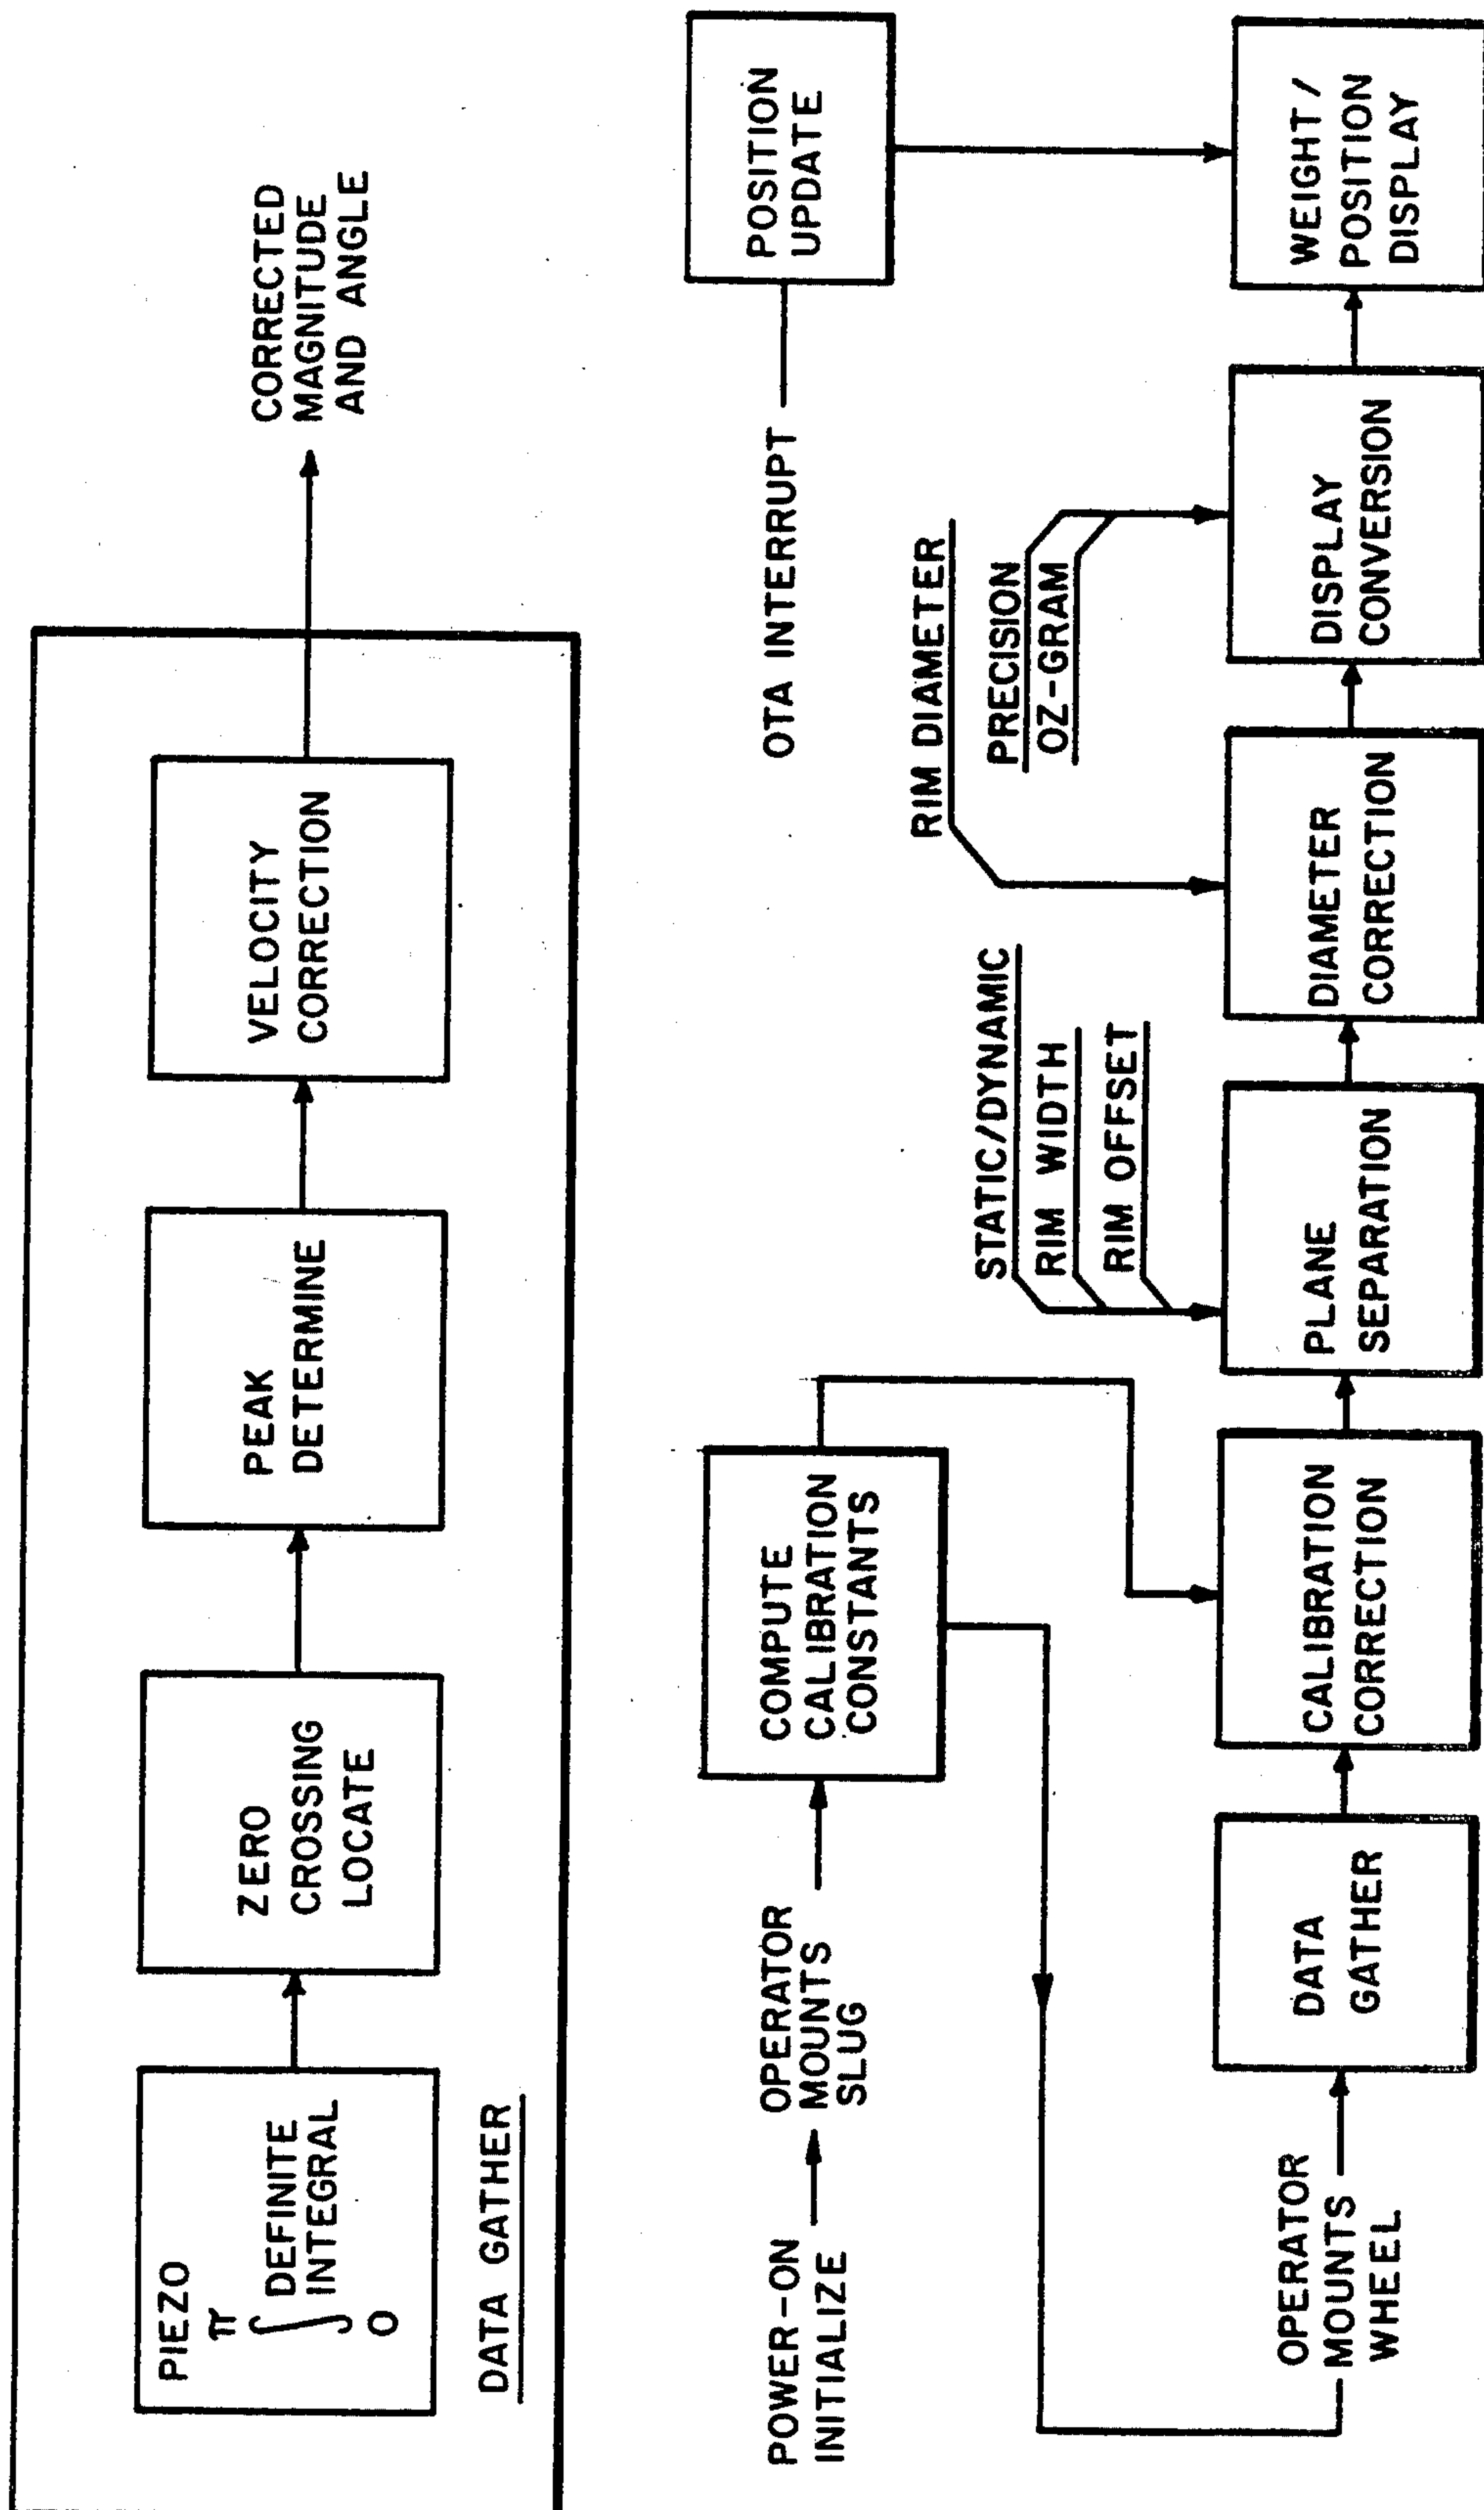 PIEZO
π
∫ DEFINITE
INTEGRAL
O
ZERO
CROSSING
LOCATE
PEAK
DETERMINE
VELOCITY
CORRECTION
CORRECTED
MAGNITUDE
AND ANGLE
DATA GATHER
POWER-ON
INITIALIZE
OPERATOR
MOUNTS
SLUG
COMPUTE
CALIBRATION
CONSTANTS
OTA INTERRUPT
POSITION
UPDATE
STATIC/DYNAMIC
RIM WIDTH
RIM OFFSET
RIM DIAMETER
PRECISION
OZ-GRAM
OPERATOR
MOUNTS
WHEEL
DATA
GATHER
CALIBRATION
CORRECTION
PLANE
SEPARATION
DIAMETER
CORRECTION
DISPLAY
CONVERSION
WEIGHT/
POSITION
DISPLAY